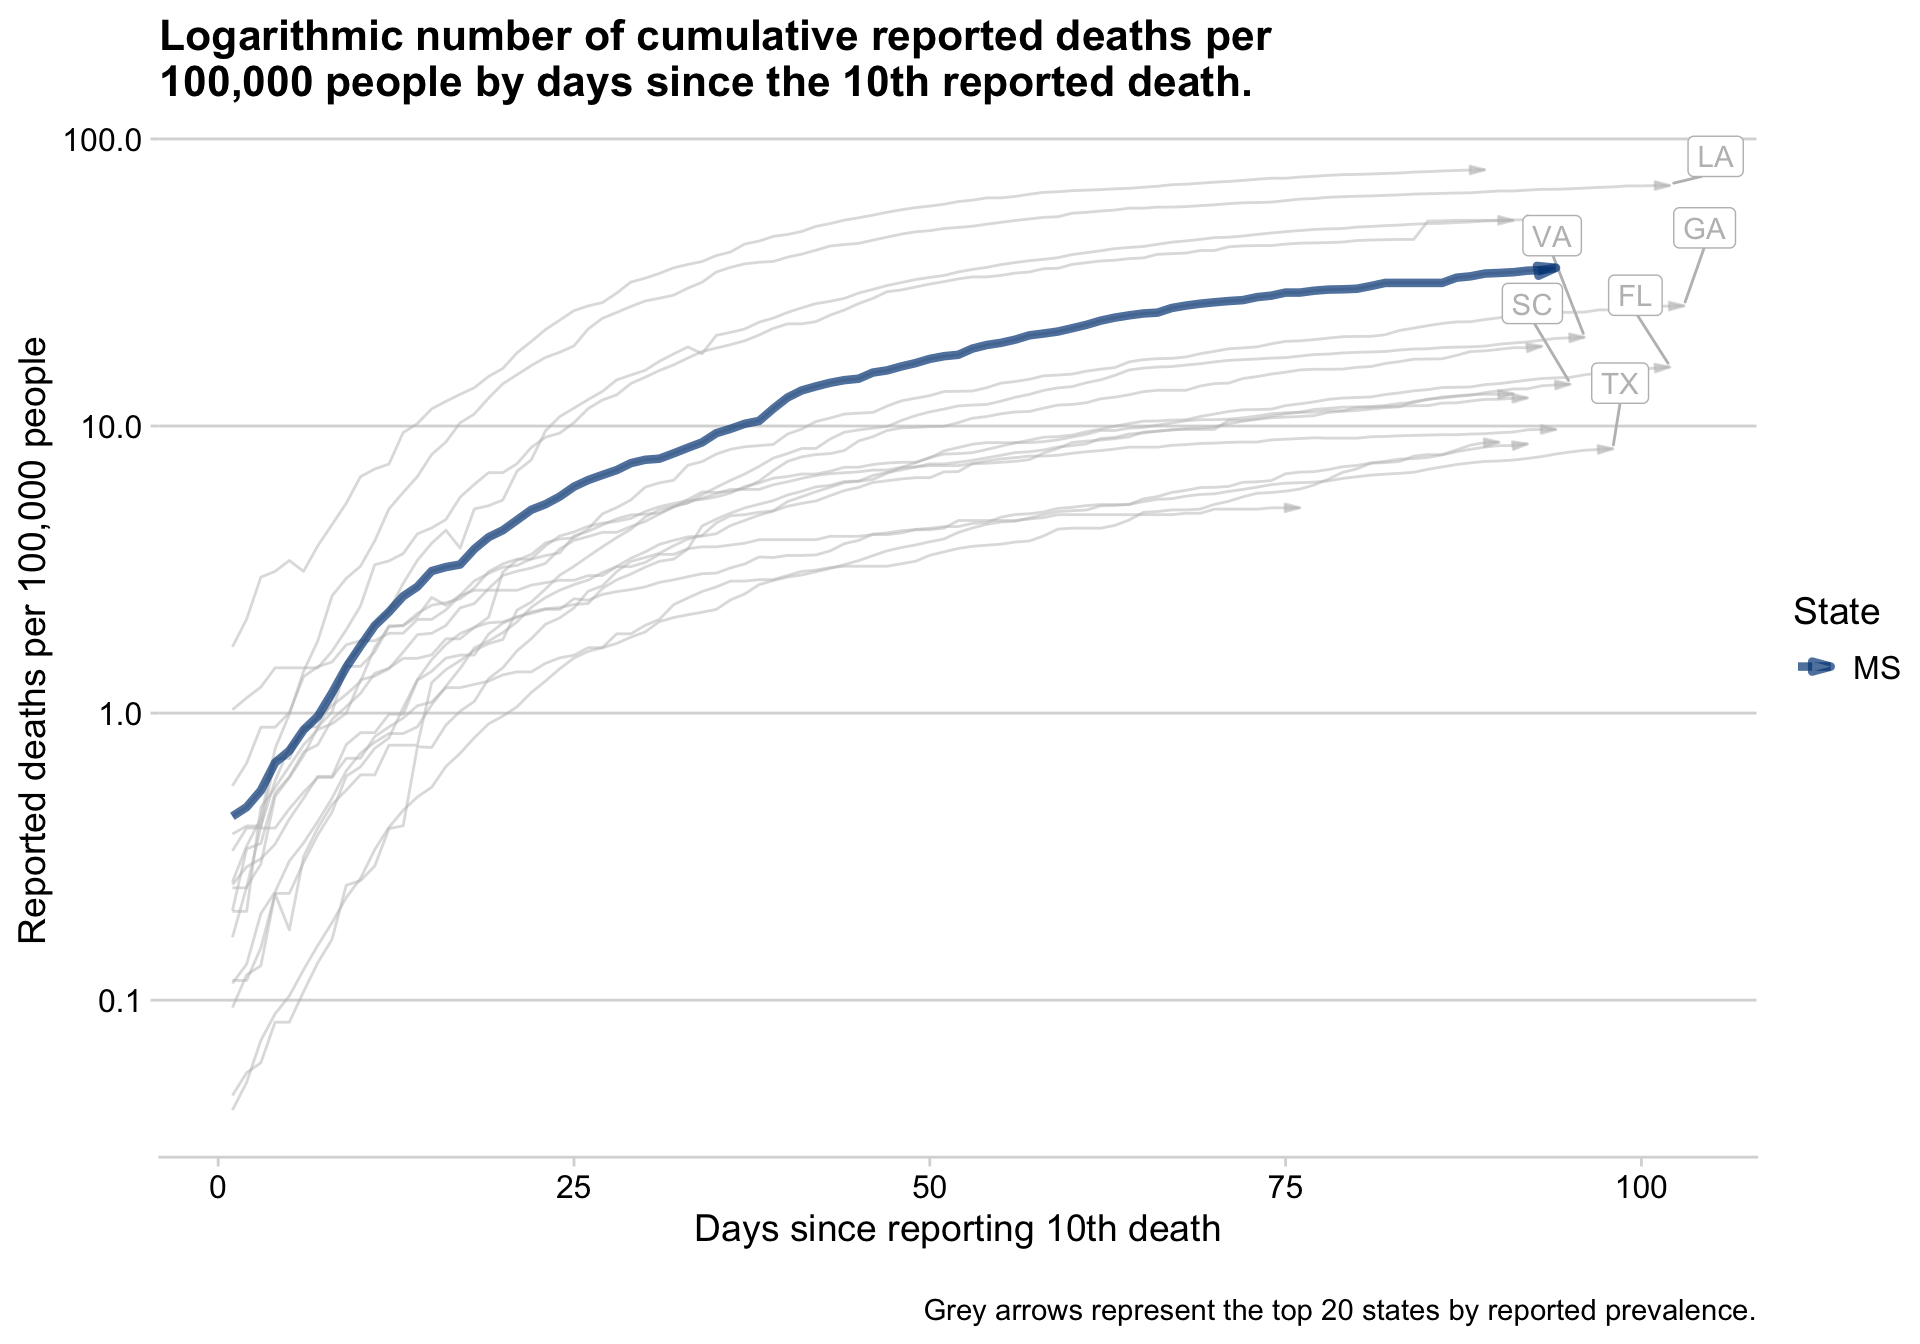 Logarithmic number of cumulative reported deaths per
100,000 people by days since the 10th reported death.
Reported deaths per 100,000 people
100.0
10.0
1.0
0.1
LA
GA
VA
FL
SC
TX
State
MS
0
25
50
75
100
Days since reporting 10th death
Grey arrows represent the top 20 states by reported prevalence.